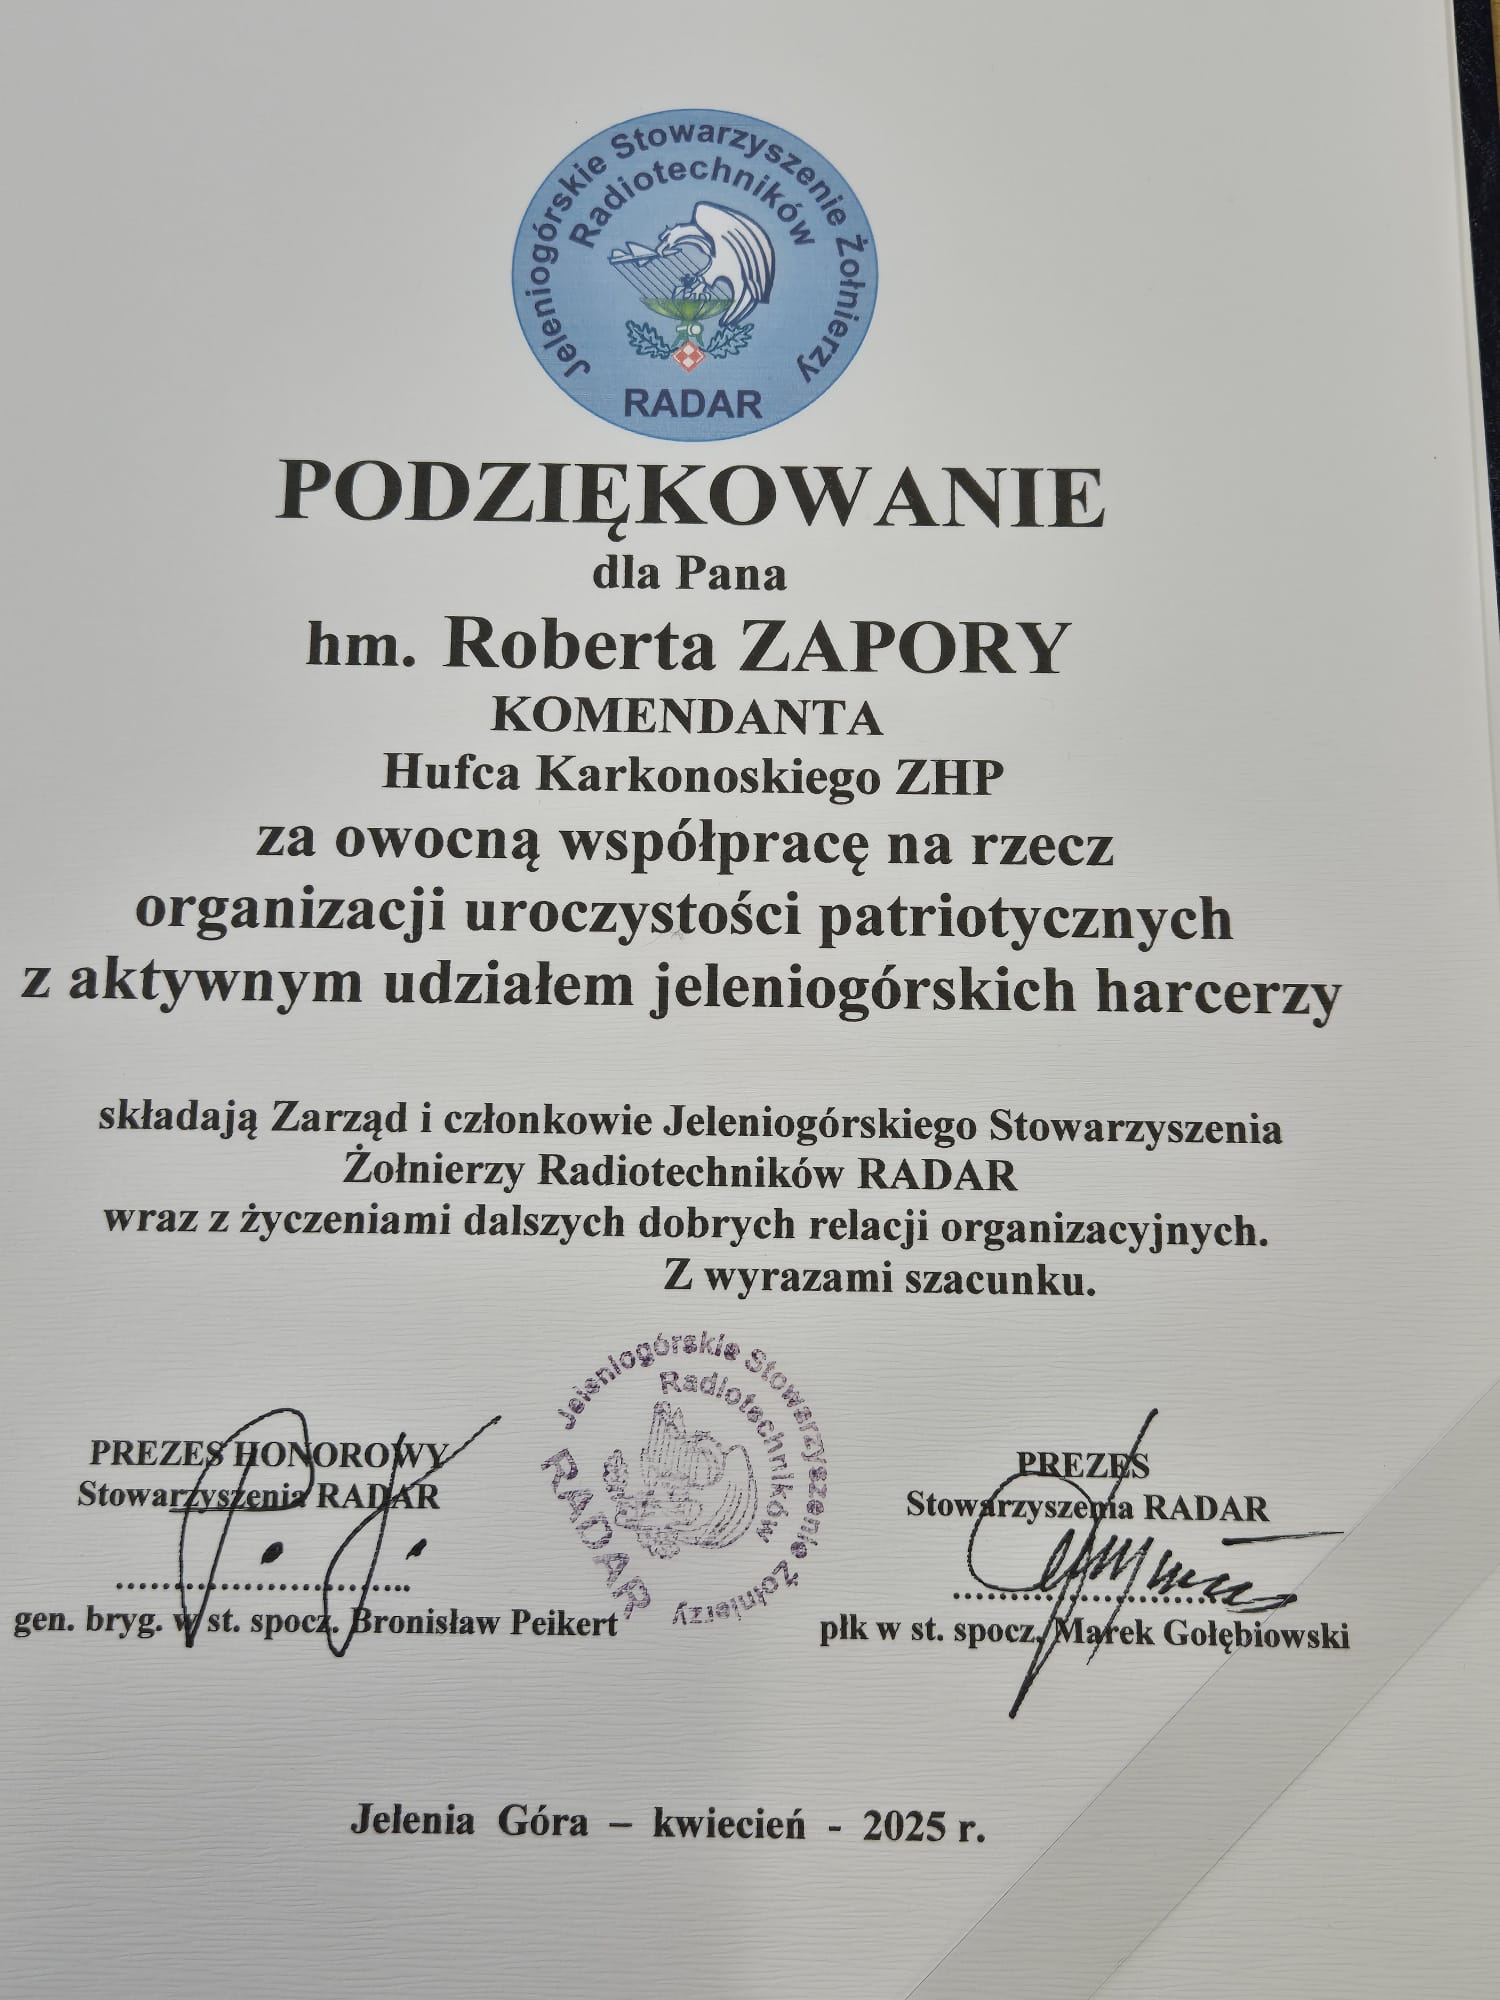 Jeleniogórskie Stowarzyszenie Żołnierzy
Radiotechników
RADAR
PODZIĘKOWANIE
dla Pana
hm. Roberta ZAPORY
KOMENDANTA
Hufca Karkonoskiego ZHP
za owocną współpracę na rzecz
organizacji uroczystości patriotycznych
z aktywnym udziałem jeleniogórskich harcerzy
składają Zarząd i członkowie Jeleniogórskiego Stowarzyszenia
Żołnierzy Radiotechników RADAR
wraz z życzeniami dalszych dobrych relacji organizacyjnych.
Z wyrazami szacunku.
Jeleniogórskie Stowarzyszenie Żołnierzy
Radiotechników
RADAR
PREZES HONOROWY
Stowarzyszenia RADAR
gen. bryg. w st. spocz. Bronisław Peikert
PREZES
Stowarzyszenia RADAR
płk w st. spocz. Marek Gołębiowski
Jelenia Góra – kwiecień - 2025 r.